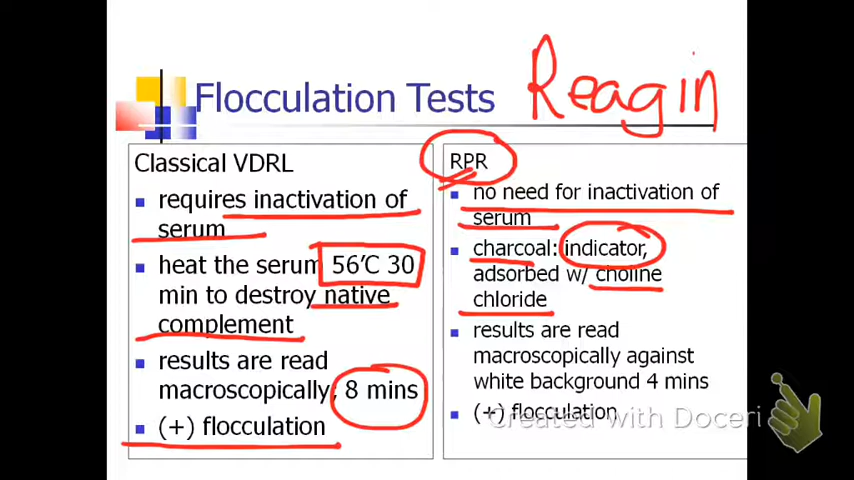 Flocculation Tests
Reagin
Classical VDRL
requires inactivation of
serum
heat the serum 56’C 30
min to destroy native
complement
results are read
macroscopically, 8 mins
(+) flocculation
RPR
no need for inactivation of
serum
charcoal: indicator,
adsorbed w/ choline
chloride
results are read
macroscopically against
white background 4 mins
(+) flocculation
Created with Doceri